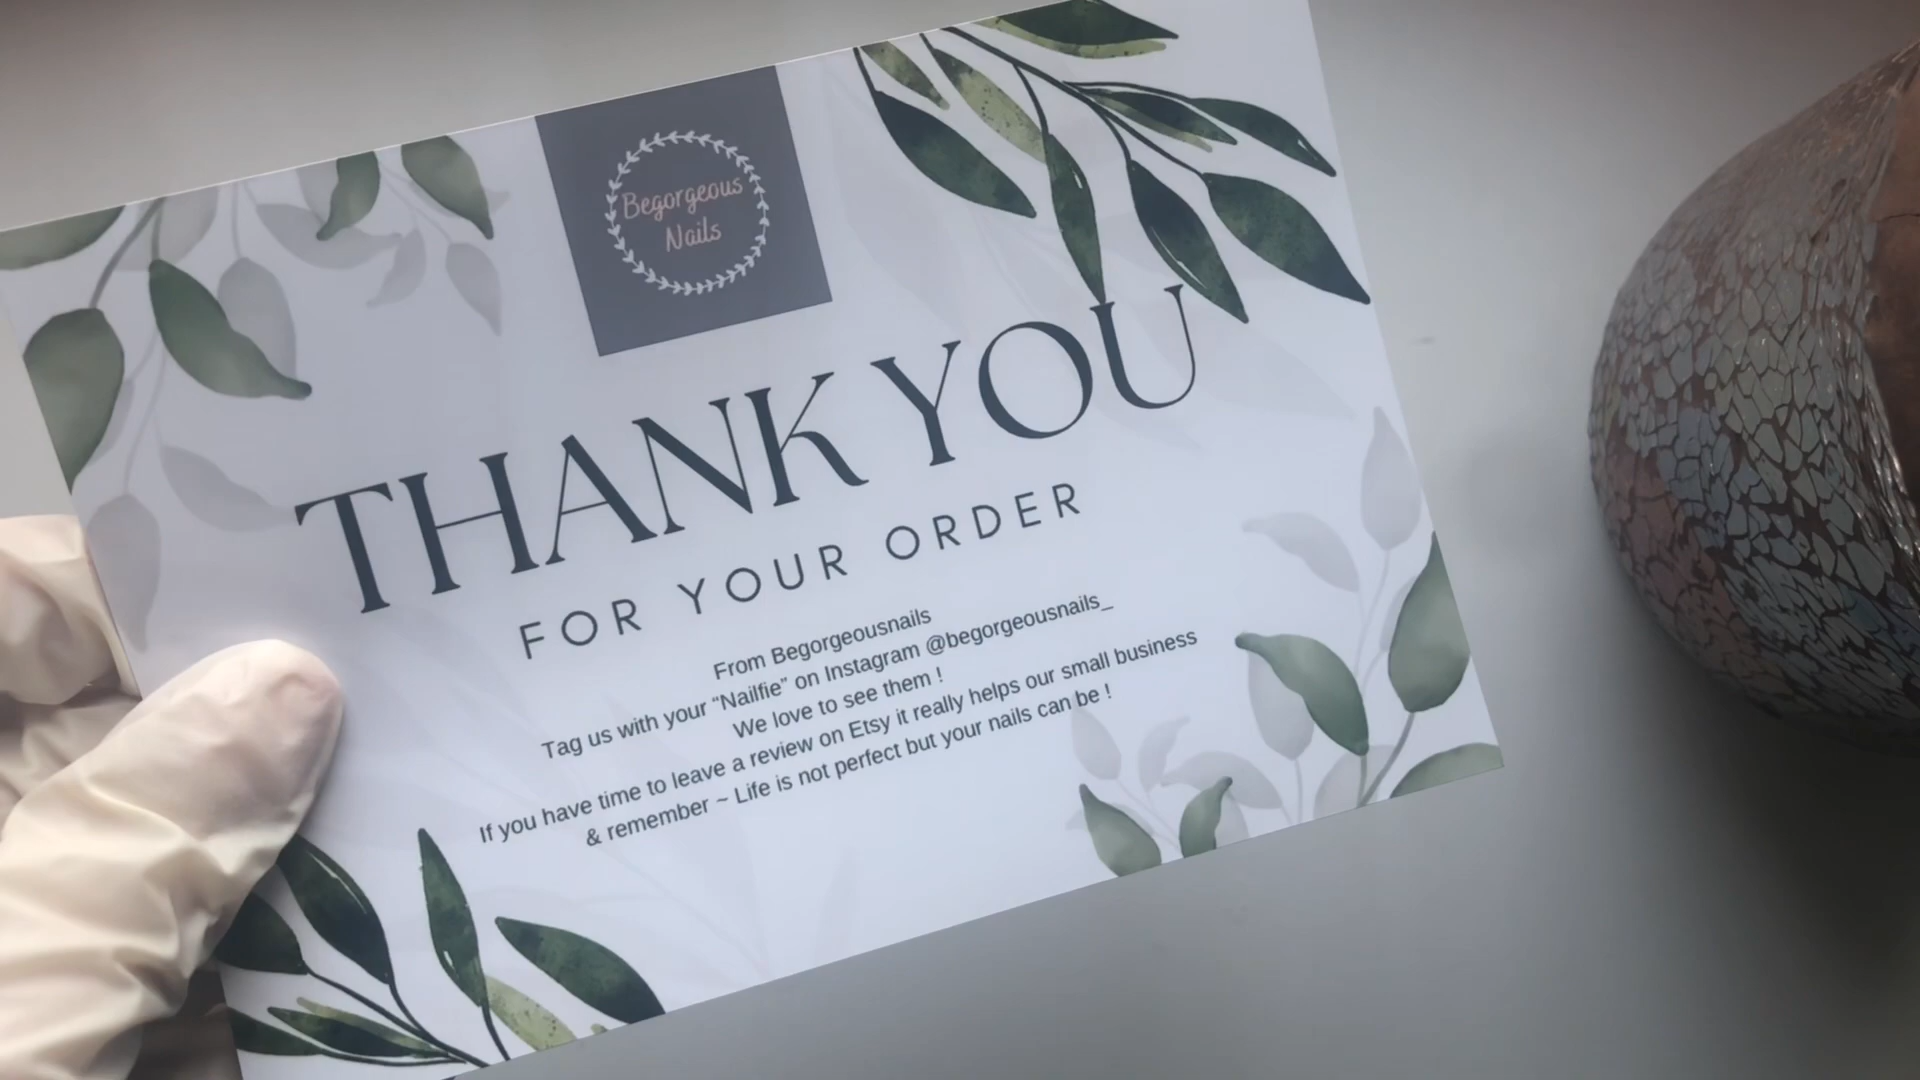 Begorgeous
Nails
THANK YOU
FOR YOUR ORDER
From Begorgeousnails
Tag us with your “Nailfie” on Instagram @begorgeousnails_
We love to see them !
If you have time to leave a review on Etsy it really helps our small business
& remember ~ Life is not perfect but your nails can be !